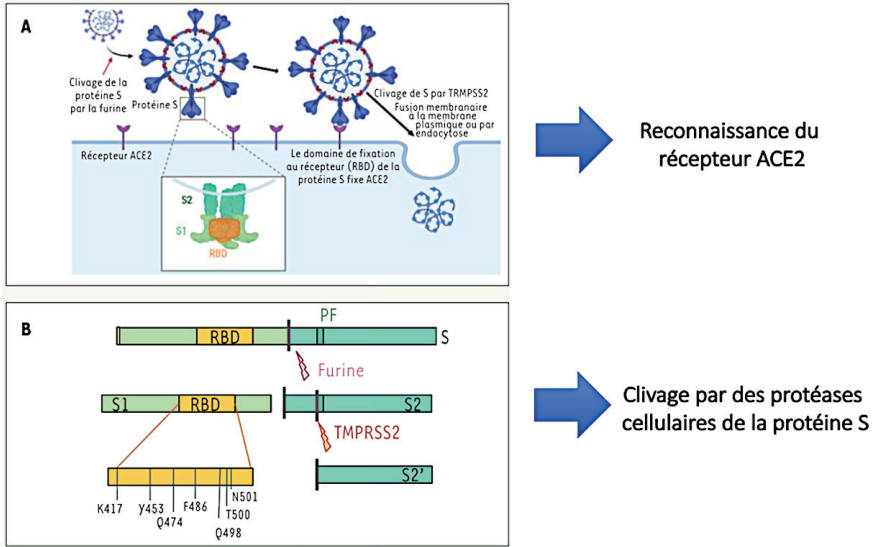 A
Clivage de la
protéine S
par la furine
Protéine S
Clivage de S par TRMPSS2
Fusion membranaire
à la membrane
plasmique ou par
endocytose
Récepteur ACE2
Le domaine de fixation
au récepteur (RBD) de la
protéine S fixe ACE2
S2
S1
RBD
Reconnaissance du
récepteur ACE2
B
PF
RBD
S
Furine
S1
RBD
S2
TMPRSS2
S2'
K417
Y453
Q474
F486
Q498
T500
N501
Clivage par des protéases
cellulaires de la protéine S